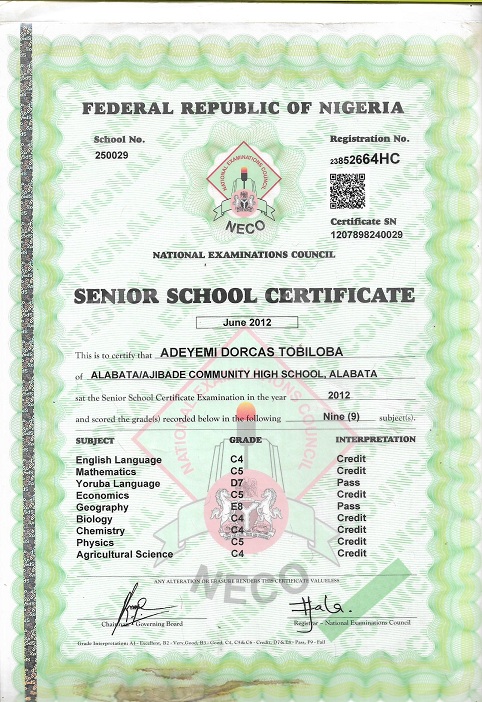 FEDERAL REPUBLIC OF NIGERIA
School No.
250029
Registration No.
23852664HC
NATIONAL EXAMINATIONS COUNCIL
NECO
Certificate SN
1207898240029
NATIONAL EXAMINATIONS COUNCIL
SENIOR SCHOOL CERTIFICATE
June 2012
This is to certify that ADEYEMI DORCAS TOBILOBA
of ALABATA/AJIBADE COMMUNITY HIGH SCHOOL, ALABATA
sat the Senior School Certificate Examination in the year 2012
and scored the grade(s) recorded below in the following Nine (9) subject(s).
SUBJECT GRADE INTERPRETATION
English Language C4 Credit
Mathematics C5 Credit
Yoruba Language D7 Pass
Economics C5 Credit
Geography E8 Pass
Biology C4 Credit
Chemistry C4 Credit
Physics C5 Credit
Agricultural Science C4 Credit
NATIONAL EXAMINATIONS COUNCIL
NECO
ANY ALTERATION OR ERASURE RENDERS THIS CERTIFICATE VALUELESS
Chairman - Governing Board
Registrar - National Examinations Council
Grade Interpretation: A1 - Excellent, B2 - Very Good, B3 - Good, C4, C5 & C6 - Credit, D7 & E8 - Pass, F9 - Fail